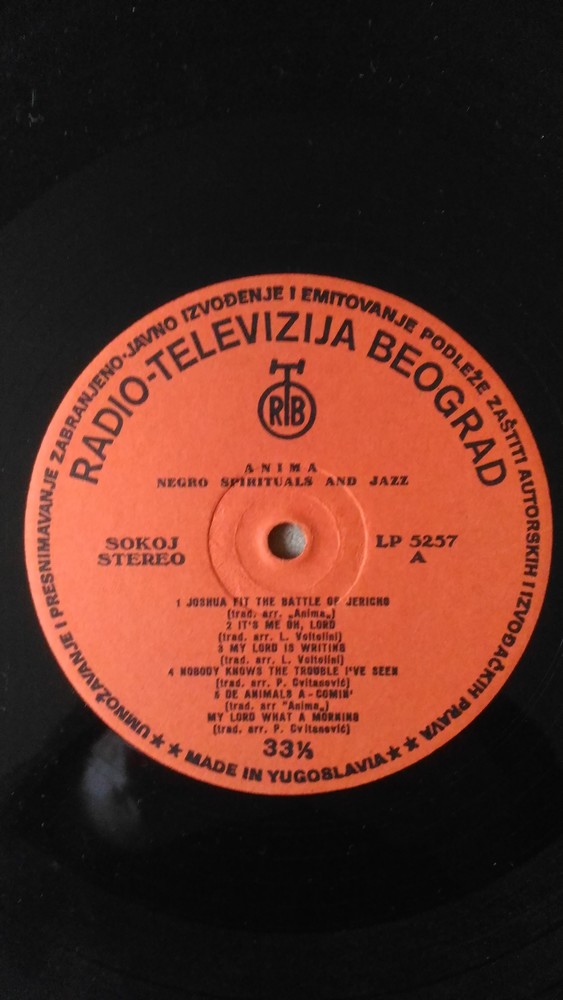 UMNOŽAVANJE I PRESNIMAVANJE ZABRANJENO·JAVNO IZVOĐENJE I EMITOVANJE PODLEŽE ZAŠTITI AUTORSKIH I IZVOĐAČKIH PRAVA
RADIO-TELEVIZIJA BEOGRAD
RTB
ANIMA
NEGRO SPIRITUALS AND JAZZ
SOKOJ
STEREO
LP 5257
A
1 JOSHUA FIT THE BATTLE OF JERICHO
(trad. arr. „Anima„)
2 IT'S ME OH, LORD
(trad. arr. L. Voltolini)
3 MY LORD IS WRITING
(trad. arr. L. Voltolini)
4 NOBODY KNOWS THE TROUBLE I'VE SEEN
(trad. arr. P. Cvitanović)
5 DE ANIMALS A-COMIN'
(trad. arr "Anima„)
MY LORD WHAT A MORNING
(trad. arr. P. Cvitanović)
33⅓
★ ★ MADE IN YUGOSLAVIA ★ ★